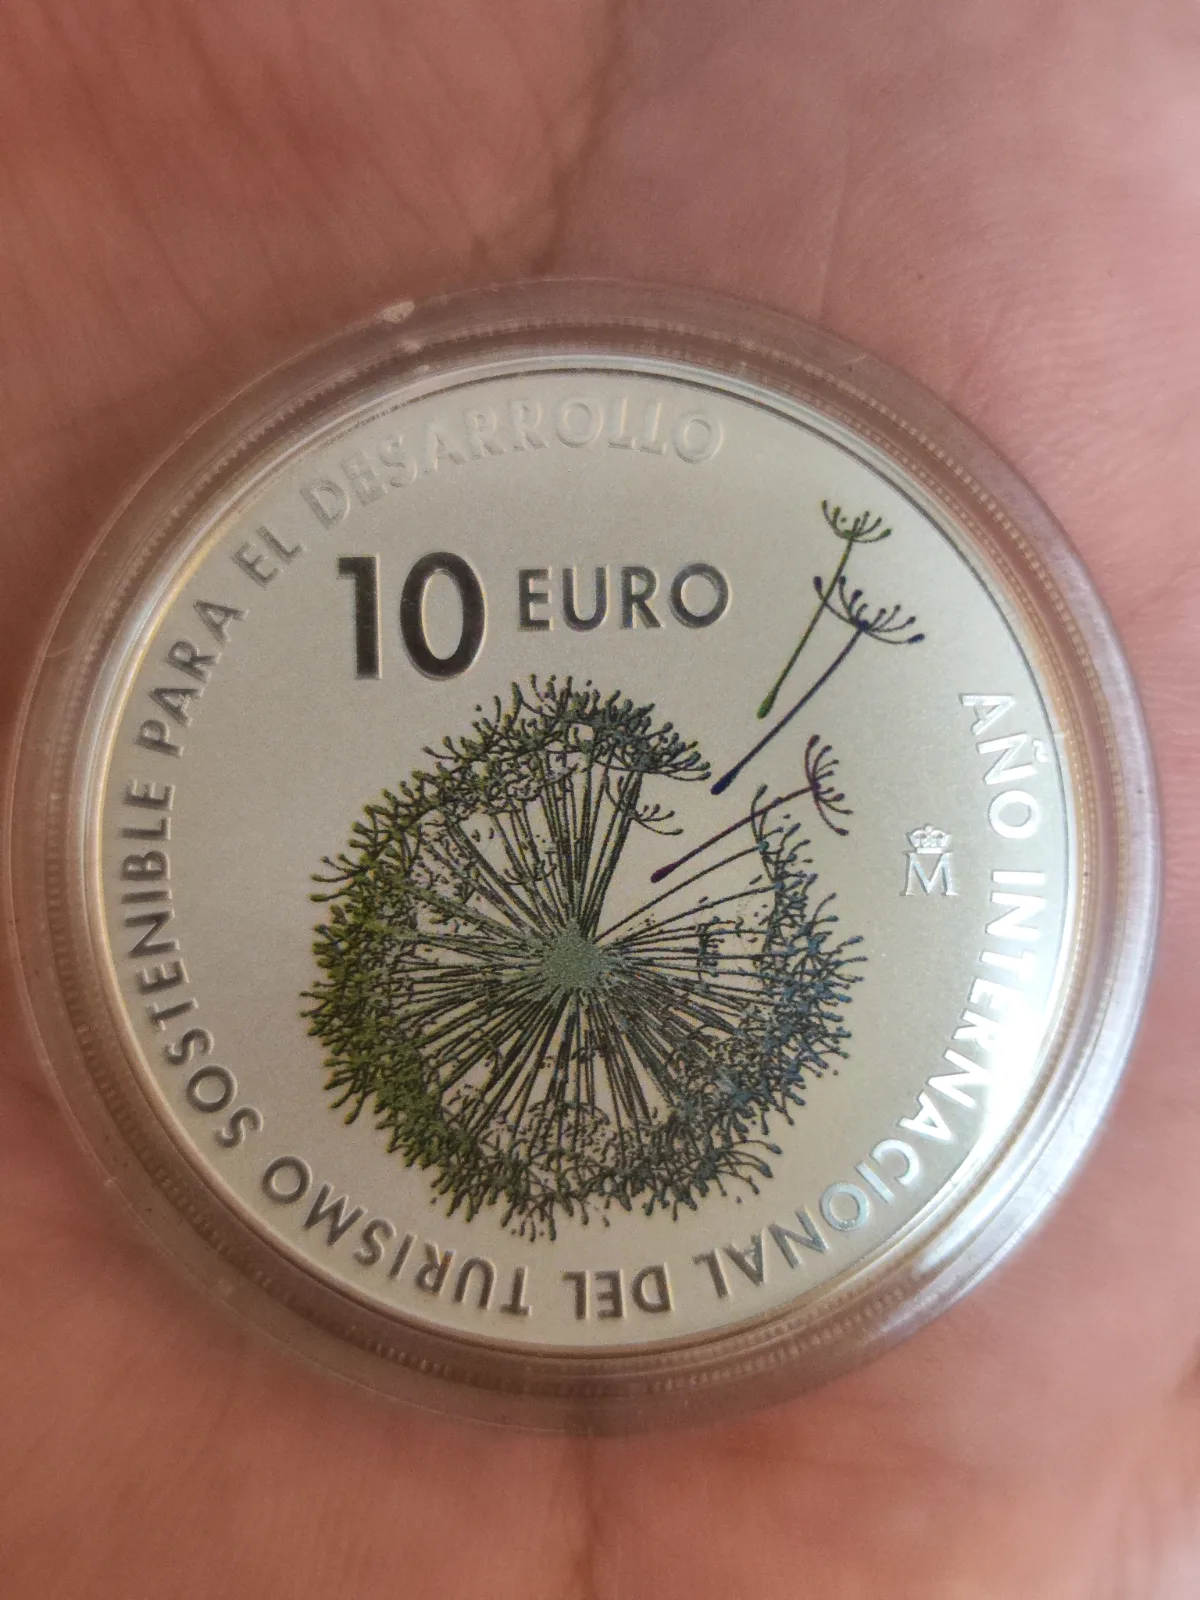 10 EURO
AÑO INTERNACIONAL DEL TURISMO SOSTENIBLE PARA EL DESARROLLO
M